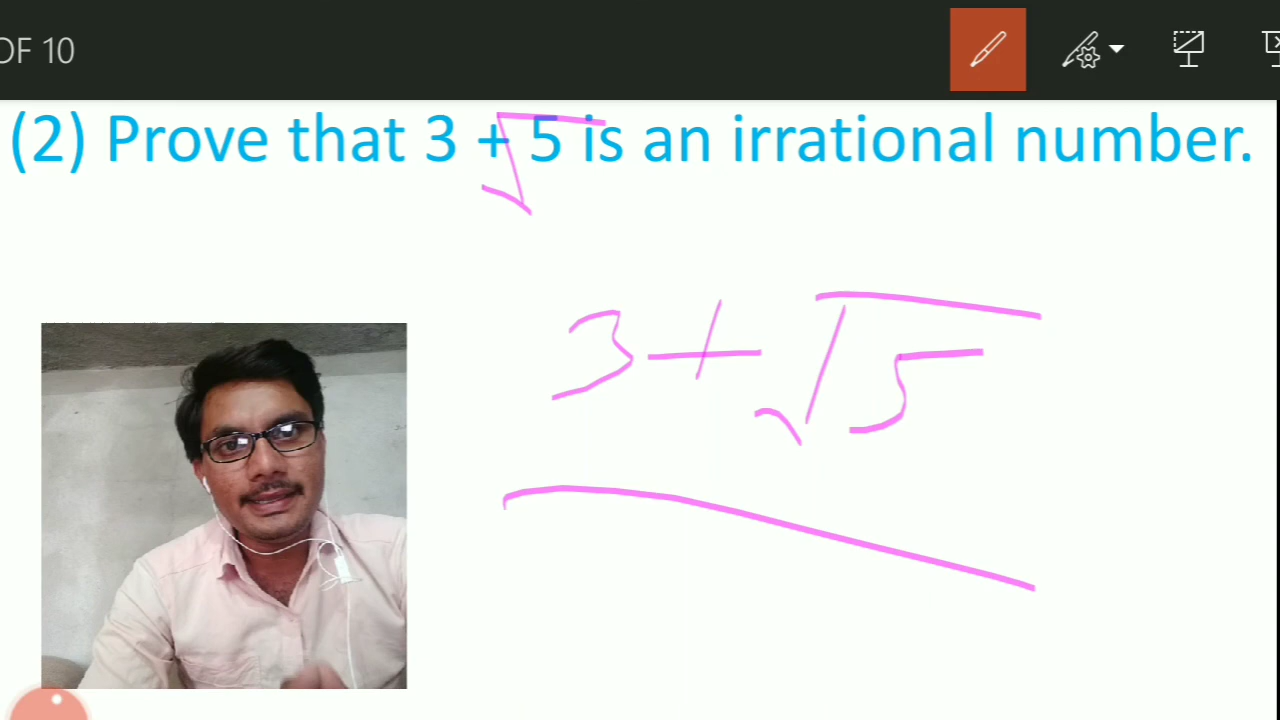 OF 10
(2) Prove that 3 + √5 is an irrational number.
3+√5